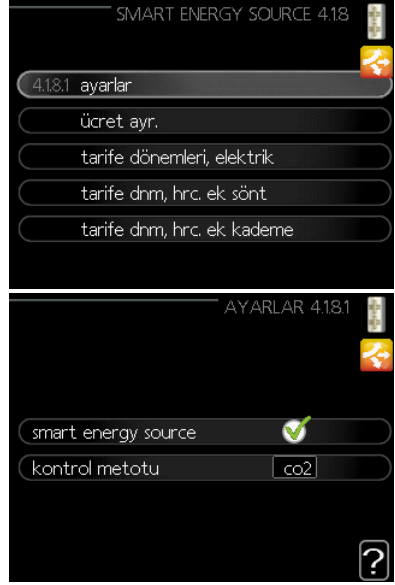 SMART ENERGY SOURCE 4.1.8
4.1.8.1 ayarlar
ücret ayr.
tarife dönemleri, elektrik
tarife dnm, hrc. ek sönt
tarife dnm, hrc. ek kademe
AYARLAR 4.1.8.1
smart energy source
kontrol metotu co2
?